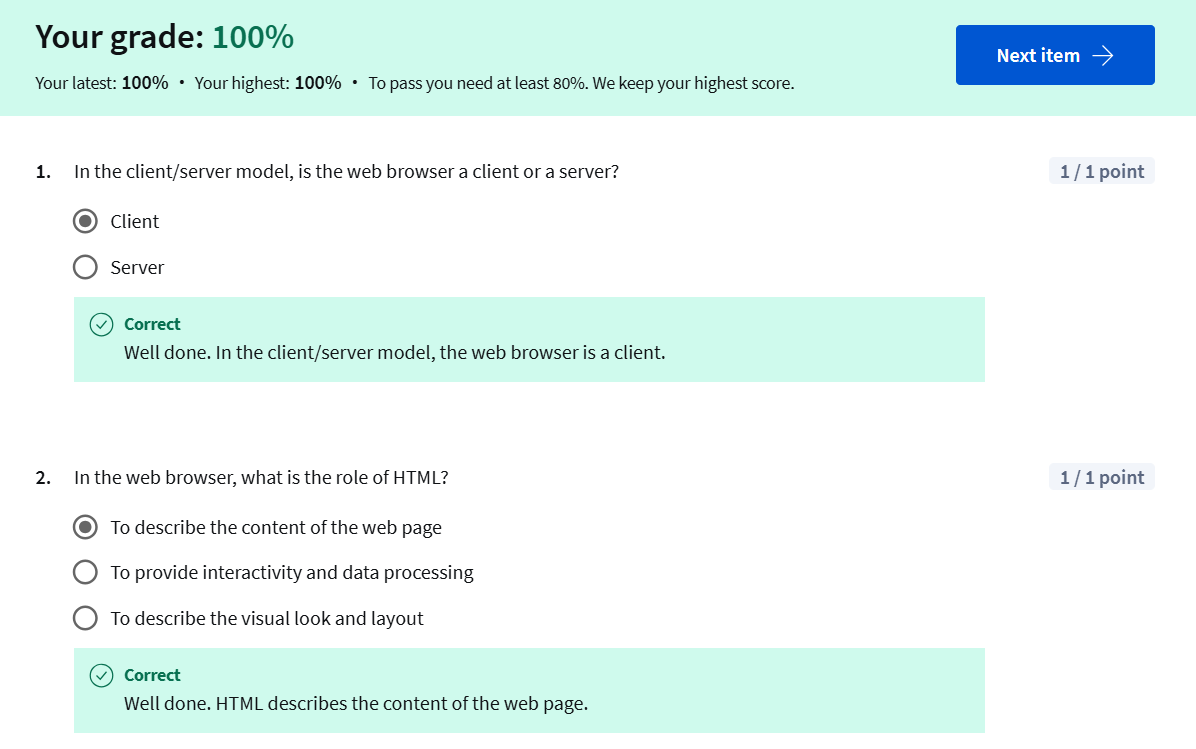 Your grade: 100%
Next item
Your latest: 100% • Your highest: 100% • To pass you need at least 80%. We keep your highest score.
1. In the client/server model, is the web browser a client or a server?
1 / 1 point
Client
Server
Correct
Well done. In the client/server model, the web browser is a client.
2. In the web browser, what is the role of HTML?
1 / 1 point
To describe the content of the web page
To provide interactivity and data processing
To describe the visual look and layout
Correct
Well done. HTML describes the content of the web page.